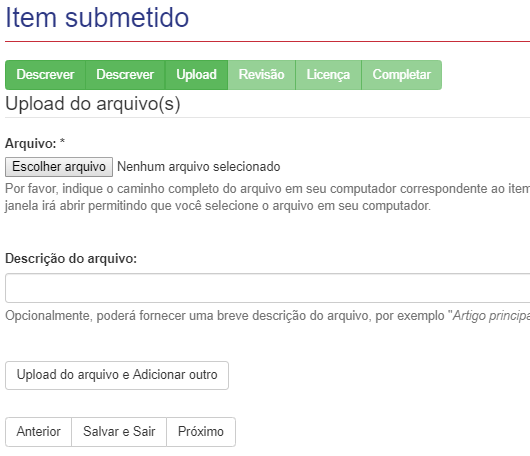 Item submetido
Descrever Descrever Upload Revisão Licença Completar
Upload do arquivo(s)
Arquivo: *
Escolher arquivo Nenhum arquivo selecionado
Por favor, indique o caminho completo do arquivo em seu computador correspondente ao item
janela irá abrir permitindo que você selecione o arquivo em seu computador.
Descrição do arquivo:
Opcionalmente, poderá fornecer uma breve descrição do arquivo, por exemplo "Artigo principa
Upload do arquivo e Adicionar outro
Anterior Salvar e Sair Próximo